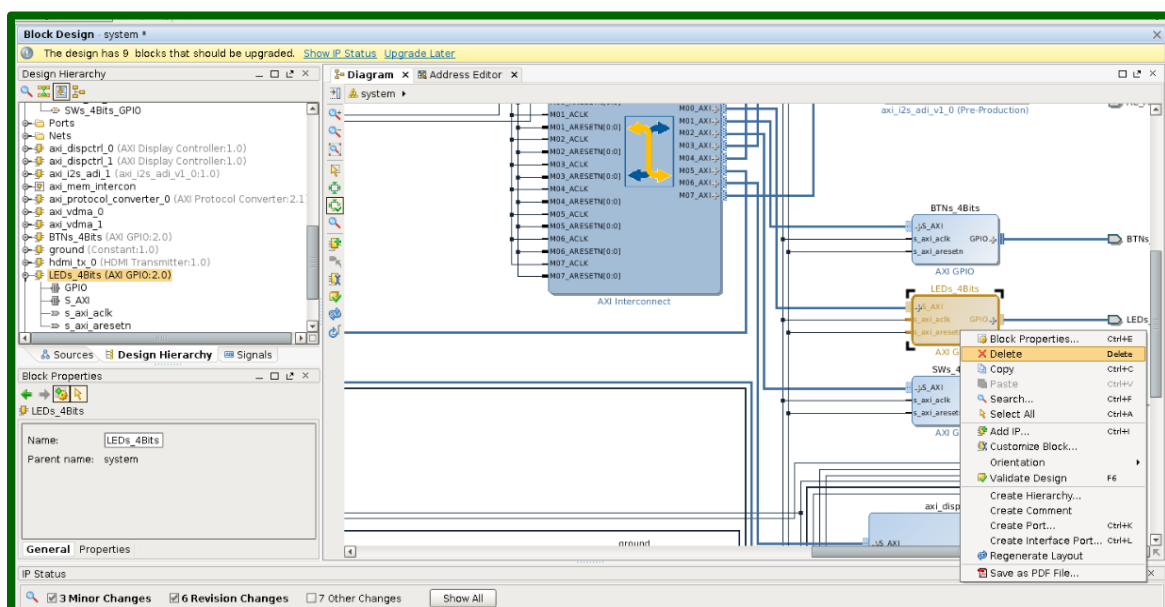 Block Design - system *
The design has 9 blocks that should be upgraded. Show IP Status Upgrade Later
Design Hierarchy
SWs_4Bits_GPIO
Ports
Nets
axi_dispctrl_0 (AXI Display Controller:1.0)
axi_dispctrl_1 (AXI Display Controller:1.0)
axi_i2s_adi_1 (axi_i2s_adi_v1_0:1.0)
axi_mem_intercon
axi_protocol_converter_0 (AXI Protocol Converter:2.1
axi_vdma_0
axi_vdma_1
BTNs_4Bits (AXI GPIO:2.0)
ground (Constant:1.0)
hdmi_tx_0 (HDMI Transmitter:1.0)
LEDs_4Bits (AXI GPIO:2.0)
GPIO
S_AXI
s_axi_aclk
s_axi_aresetn
Sources Design Hierarchy Signals
Block Properties
LEDs_4Bits
Name: LEDs_4Bits
Parent name: system
General Properties
Diagram Address Editor
system
M01_ACLK
M01_ARESETN[0:0]
M02_ACLK
M02_ARESETN[0:0]
M03_ACLK
M03_ARESETN[0:0]
M04_ACLK
M04_ARESETN[0:0]
M05_ACLK
M05_ARESETN[0:0]
M06_ACLK
M06_ARESETN[0:0]
M07_ACLK
M07_ARESETN[0:0]
M00_AXI
M01_AXI
M02_AXI
M03_AXI
M04_AXI
M05_AXI
M06_AXI
M07_AXI
AXI Interconnect
axi_i2s_adi_v1_0 (Pre-Production)
BTNs_4Bits
S_AXI
s_axi_aclk GPIO
s_axi_aresetn
AXI GPIO
BTNs_
LEDs_4Bits
S_AXI
s_axi_aclk GPIO
s_axi_areset
AXI G
LEDs_
SWs_4
S_AXI
s_axi_aclk
s_axi_areset
AXI G
axi_disp
S_AXI
ground
Block Properties... Ctrl+E
Delete Delete
Copy Ctrl+C
Paste Ctrl+V
Search... Ctrl+F
Select All Ctrl+A
Add IP... Ctrl+I
Customize Block...
Orientation
Validate Design F6
Create Hierarchy...
Create Comment
Create Port... Ctrl+K
Create Interface Port... Ctrl+L
Regenerate Layout
Save as PDF File...
IP Status
3 Minor Changes 6 Revision Changes 7 Other Changes Show All